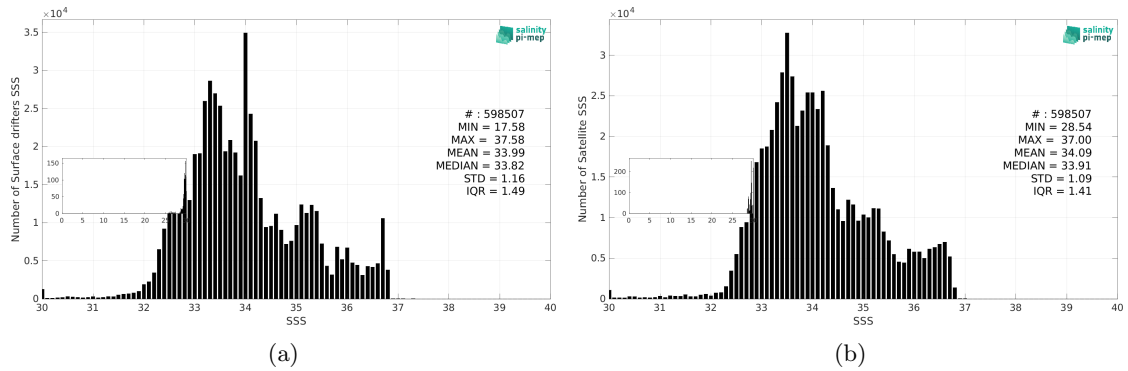 ×10⁴
3.5
3
2.5
2
1.5
1
0.5
0
Number of Surface drifters SSS
salinity
pi-mep
# : 598507
MIN = 17.58
MAX = 37.58
MEAN = 33.99
MEDIAN = 33.82
STD = 1.16
IQR = 1.49
150
100
50
0
0 5 10 15 20 25
30 31 32 33 34 35 36 37 38 39 40
SSS
(a)
×10⁴
3
2.5
2
1.5
1
0.5
0
Number of Satellite SSS
salinity
pi-mep
# : 598507
MIN = 28.54
MAX = 37.00
MEAN = 34.09
MEDIAN = 33.91
STD = 1.09
IQR = 1.41
200
100
0
0 5 10 15 20 25
30 31 32 33 34 35 36 37 38 39 40
SSS
(b)